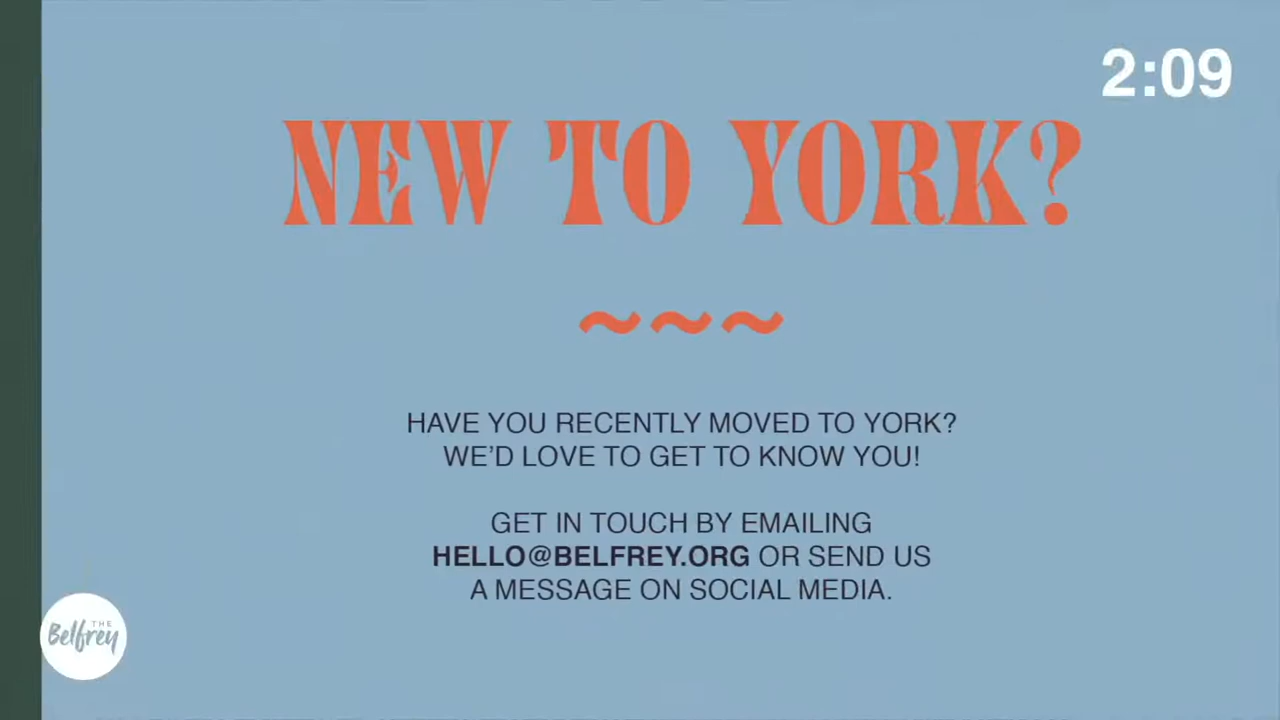 2:09
NEW TO YORK?
~~~
HAVE YOU RECENTLY MOVED TO YORK?
WE'D LOVE TO GET TO KNOW YOU!
GET IN TOUCH BY EMAILING
HELLO@BELFREY.ORG OR SEND US
A MESSAGE ON SOCIAL MEDIA.
THE
Belfrey